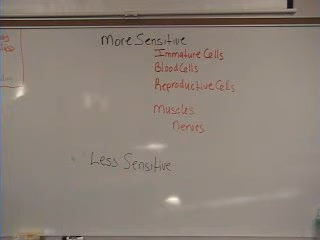 More Sensitive
Immature Cells
Blood Cells
Reproductive Cells
Muscles
Nerves
Less Sensitive